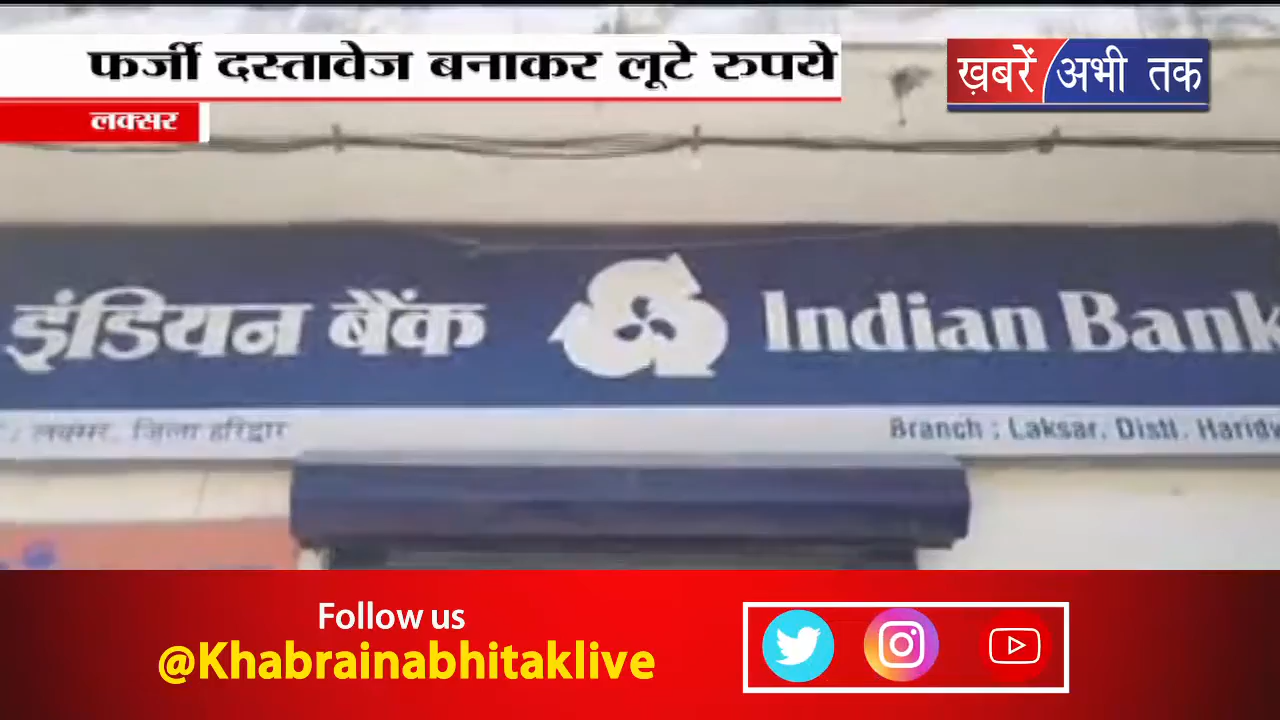 फर्जी दस्तावेज बनाकर लूटे रुपये
ख़बरें अभी तक
लक्सर
इंडियन बैंक Indian Bank
लक्सर, जिला हरिद्वार
Branch : Laksar, Distt. Haridw
Follow us
@Khabrainabhitaklive